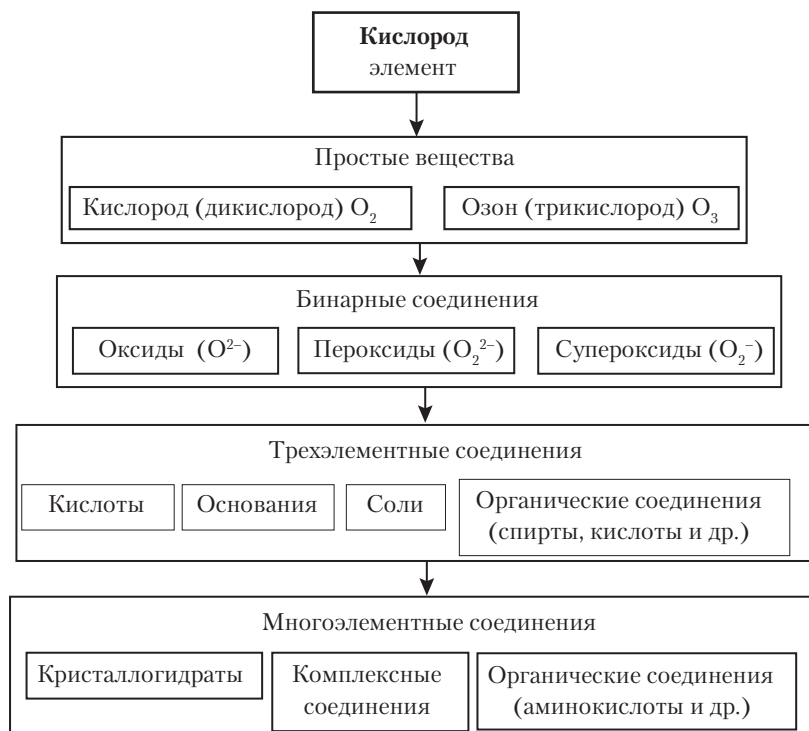 Кислород
элемент
Простые вещества
Кислород (дикислород) O₂
Озон (трикислород) O₃
Бинарные соединения
Оксиды (O²⁻)
Пероксиды (O₂²⁻)
Супероксиды (O₂⁻)
Трехэлементные соединения
Кислоты
Основания
Соли
Органические соединения
(спирты, кислоты и др.)
Многоэлементные соединения
Кристаллогидраты
Комплексные
соединения
Органические соединения
(аминокислоты и др.)